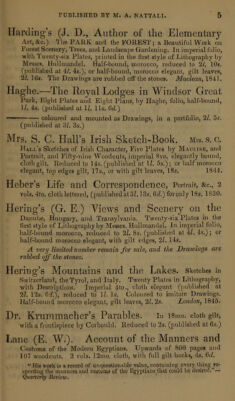 PUBLISHED BY M. A. NATTALI. 5
Harding's (J. D., Author of the Elementary
Art, &c.) The PARK and the FOREST; a Beautiful Work on
Forest Scenery, Trees, and Landscape Gardening. In imperial folio,
with Twenty-six Plates, printed in the first style of Lithography by
Messrs. Hullmandel. Half-bound, morocco, reduced to 2l. 10s.
(published at 4l. 4s.), or half-bound, morocco elegant, gilt leaves,
2l. 16s. The Drawings are rubbed off the stones. Maclean, 1841.
Haghe.—The Royal Lodges in Windsor Great
Park, Eight Plates and Eight Plans, by Haghe, folio, half-bound,
1l. 4s. (published at 1l. 11s. 6d.)
——— coloured and mounted as Drawings, in a portfolio, 2l. 5s.
(published at 3l. 3s.)
Mrs. S. C. Hall's Irish Sketch-Book. Mrs. S. C.
HALL's Sketches of Irish Character, Five Plates by MACLISE, and
Portrait, and Fifty-nine Woodcuts, imperial 8vo. elegantly bound,
cloth gilt. Reduced to 14s. (published at 1l. 5s.); or half morocco
elegant, top edges gilt, 17s., or with gilt leaves, 18s. 1844.
Heber's Life and Correspondence, Portrait, &c., 2
vols. 4to. cloth lettered, (published at 3l. 13s. 6d.) formerly 18s. 1830.
Hering's (G. E.) Views and Scenery on the
Danube, Hungary, and Transylvania. Twenty-six Plates in the
first style of Lithography by Messrs. Hullmandel. In imperial folio,
half-bound morocco, reduced to 2l. 8s. (published at 4l. 4s.,) or
half-bound morocco elegant, with gilt edges, 2l. 14s.
A very limited number remain for sale, and the Drawings are
rubbed off the stones.
Hering's Mountains and the Lakes. Sketches in
Switzerland, the Tyrol, and Italy. Twenty Plates in Lithography,
with Descriptions. Imperial 4to., cloth elegant (published at
2l. 12s. 6d.), reduced to 1l. 1s. Coloured to imitate Drawings.
Half-bound morocco elegant, gilt leaves, 2l. 2s. London, 1845.
Dr. Krummacher's Parables. In 18mo. cloth gilt,
with a frontispiece by Corbould. Reduced to 2s. (published at 6s.)
Lane (E. W.). Account of the Manners and
Customs of the Modern Egyptians. Upwards of 800 pages and
107 woodcuts. 2 vols. 12mo. cloth, with full gilt backs, 4s. 6d.
"His work is a record of unquestionable value, containing every thing re-
specting the manners and customs of the Egyptians that could be desired."—
Quarterly Review.